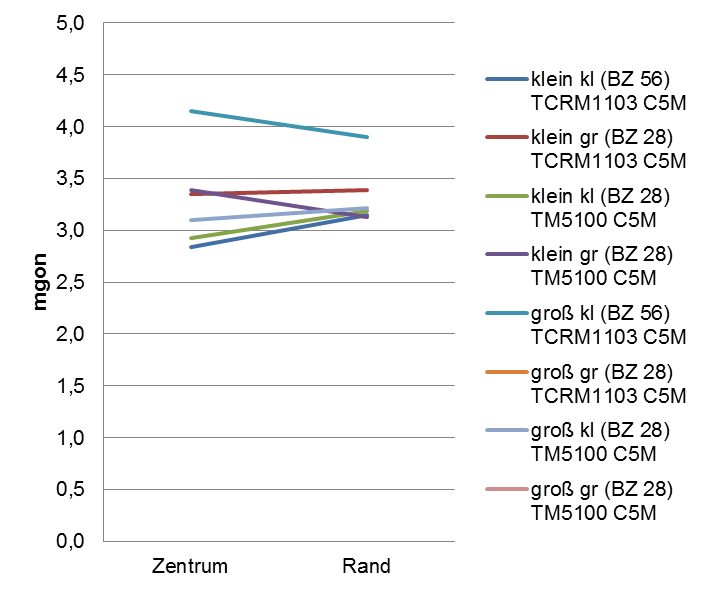 5,0
4,5
4,0
3,5
3,0
2,5
2,0
1,5
1,0
0,5
0,0
mgon
Zentrum
Rand
klein kl (BZ 56)
TCRM1103 C5M
klein gr (BZ 28)
TCRM1103 C5M
klein kl (BZ 28)
TM5100 C5M
klein gr (BZ 28)
TM5100 C5M
groß kl (BZ 56)
TCRM1103 C5M
groß gr (BZ 28)
TCRM1103 C5M
groß kl (BZ 28)
TM5100 C5M
groß gr (BZ 28)
TM5100 C5M